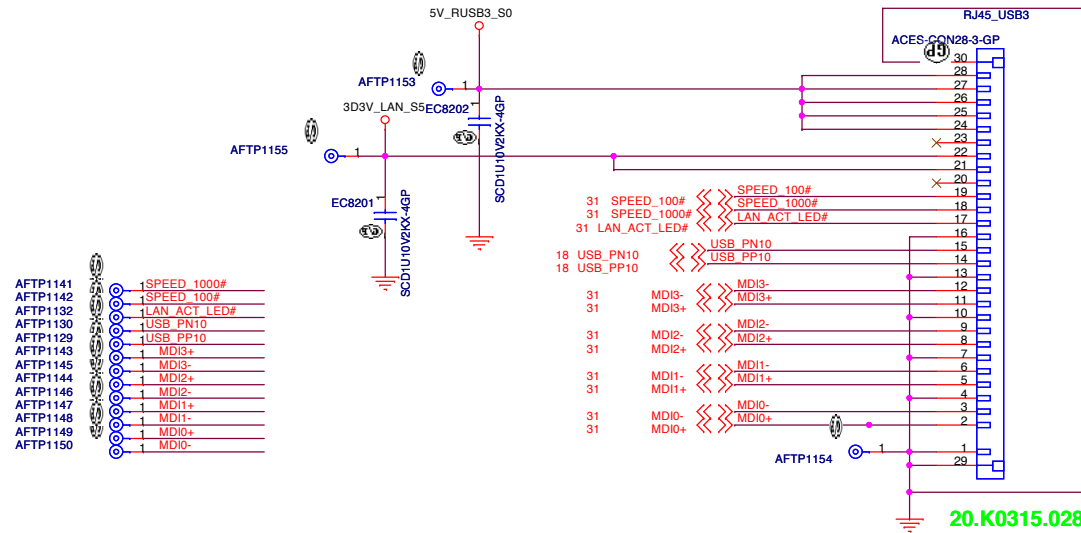 5V_RUSB3_S0
RJ45_USB3
ACES-CON28-3-GP
GP
AFTP1153
1
3D3V_LAN_S5
EC8202
1
SCD1U10V2KX-4GP
AFTP1155
1
EC8201
1
SCD1U10V2KX-4GP
30
28
27
26
25
24
23
22
21
20
19
18
17
16
15
14
13
12
11
10
9
8
7
6
5
4
3
2
1
29
31 SPEED_100# SPEED_100#
31 SPEED_1000# SPEED_1000#
31 LAN_ACT_LED# LAN_ACT_LED#
18 USB_PN10 USB_PN10
18 USB_PP10 USB_PP10
31 MDI3- MDI3-
31 MDI3+ MDI3+
31 MDI2- MDI2-
31 MDI2+ MDI2+
31 MDI1- MDI1-
31 MDI1+ MDI1+
31 MDI0- MDI0-
31 MDI0+ MDI0+
AFTP1141 1 SPEED_1000#
AFTP1142 1 SPEED_100#
AFTP1132 1 LAN_ACT_LED#
AFTP1130 1 USB_PN10
AFTP1129 1 USB_PP10
AFTP1143 1 MDI3+
AFTP1145 1 MDI3-
AFTP1144 1 MDI2+
AFTP1146 1 MDI2-
AFTP1147 1 MDI1+
AFTP1148 1 MDI1-
AFTP1149 1 MDI0+
AFTP1150 1 MDI0-
AFTP1154 1
20.K0315.028